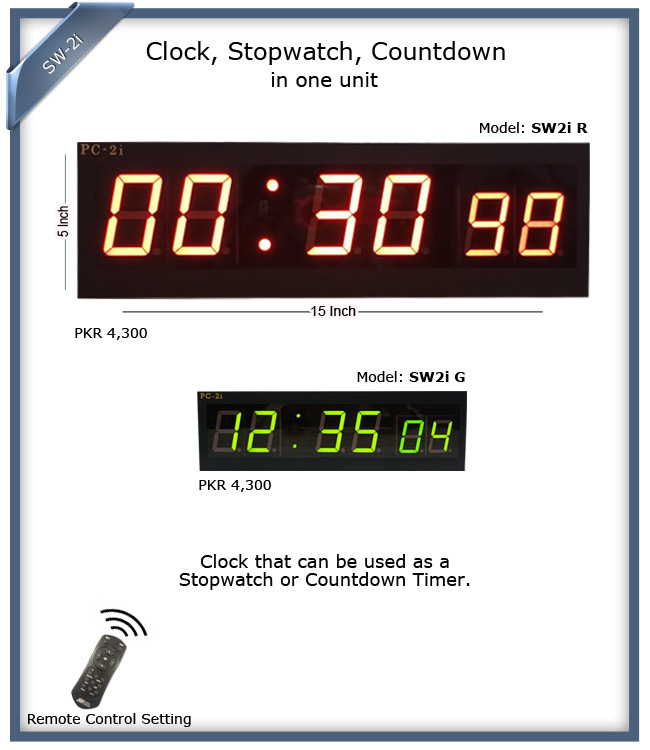 SW-2i
Clock, Stopwatch, Countdown
in one unit
Model: SW2i R
PC-2i
00:30 98
5 Inch
15 Inch
PKR 4,300
Model: SW2i G
PC-2i
12:35 04
PKR 4,300
Clock that can be used as a
Stopwatch or Countdown Timer.
Remote Control Setting